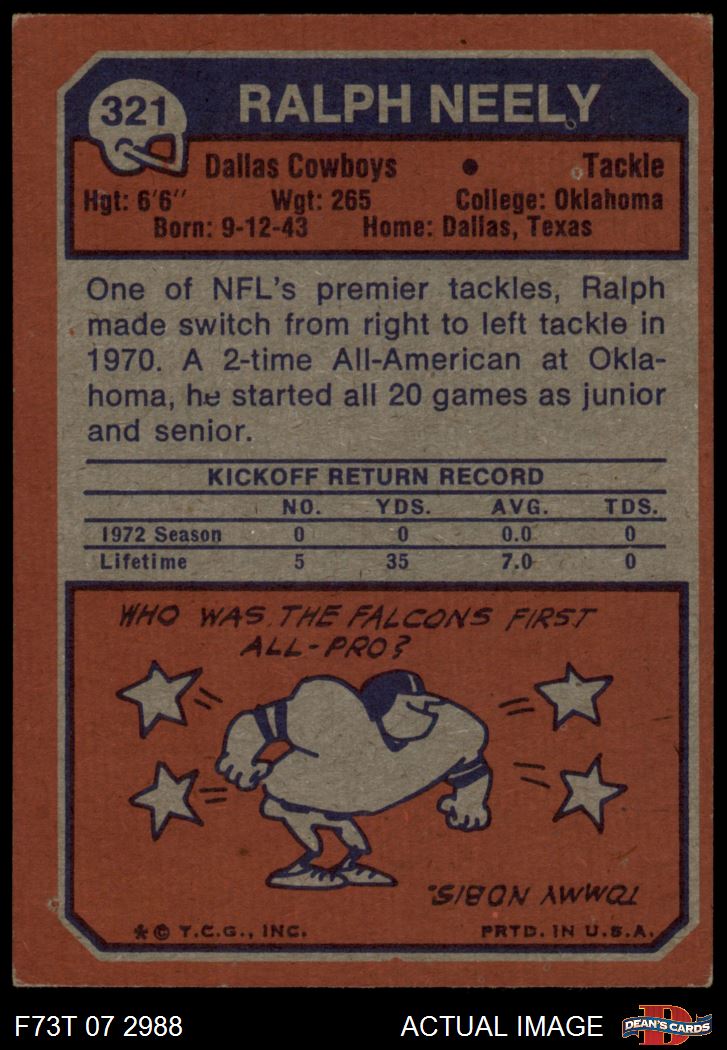 321
RALPH NEELY
Dallas Cowboys • Tackle
Hgt: 6'6" Wgt: 265 College: Oklahoma
Born: 9-12-43 Home: Dallas, Texas
One of NFL's premier tackles, Ralph
made switch from right to left tackle in
1970. A 2-time All-American at Okla-
homa, he started all 20 games as junior
and senior.
KICKOFF RETURN RECORD
NO. YDS. AVG. TDS.
1972 Season 0 0 0.0 0
Lifetime 5 35 7.0 0
WHO WAS THE FALCONS FIRST
ALL-PRO?
TOMMY NOBIS.
* © T.C.G., INC. PRTD. IN U.S.A.
F73T 07 2988 ACTUAL IMAGE
D
DEAN'S CARDS